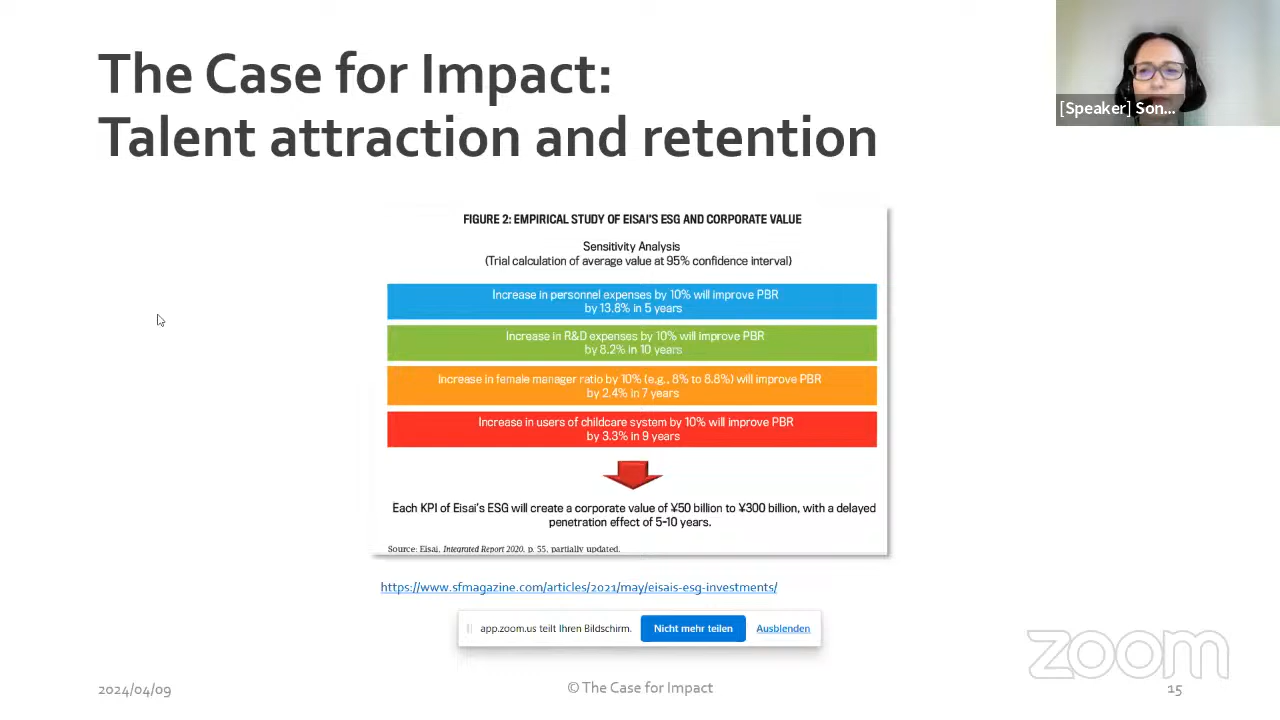 The Case for Impact:
Talent attraction and retention
[Speaker] Son...
FIGURE 2: EMPIRICAL STUDY OF EISAI'S ESG AND CORPORATE VALUE
Sensitivity Analysis
(Trial calculation of average value at 95% confidence interval)
Increase in personnel expenses by 10% will improve PBR
by 13.8% in 5 years
Increase in R&D expenses by 10% will improve PBR
by 8.2% in 10 years
Increase in female manager ratio by 10% (e.g., 8% to 8.8%) will improve PBR
by 2.4% in 7 years
Increase in users of childcare system by 10% will improve PBR
by 3.3% in 9 years
Each KPI of Eisai's ESG will create a corporate value of ¥50 billion to ¥300 billion, with a delayed
penetration effect of 5-10 years.
Source: Eisai, Integrated Report 2020, p. 55, partially updated.
https://www.sfmagazine.com/articles/2021/may/eisais-esg-investments/
app.zoom.us teilt Ihren Bildschirm.
Nicht mehr teilen
Ausblenden
zoom
2024/04/09
© The Case for Impact
15